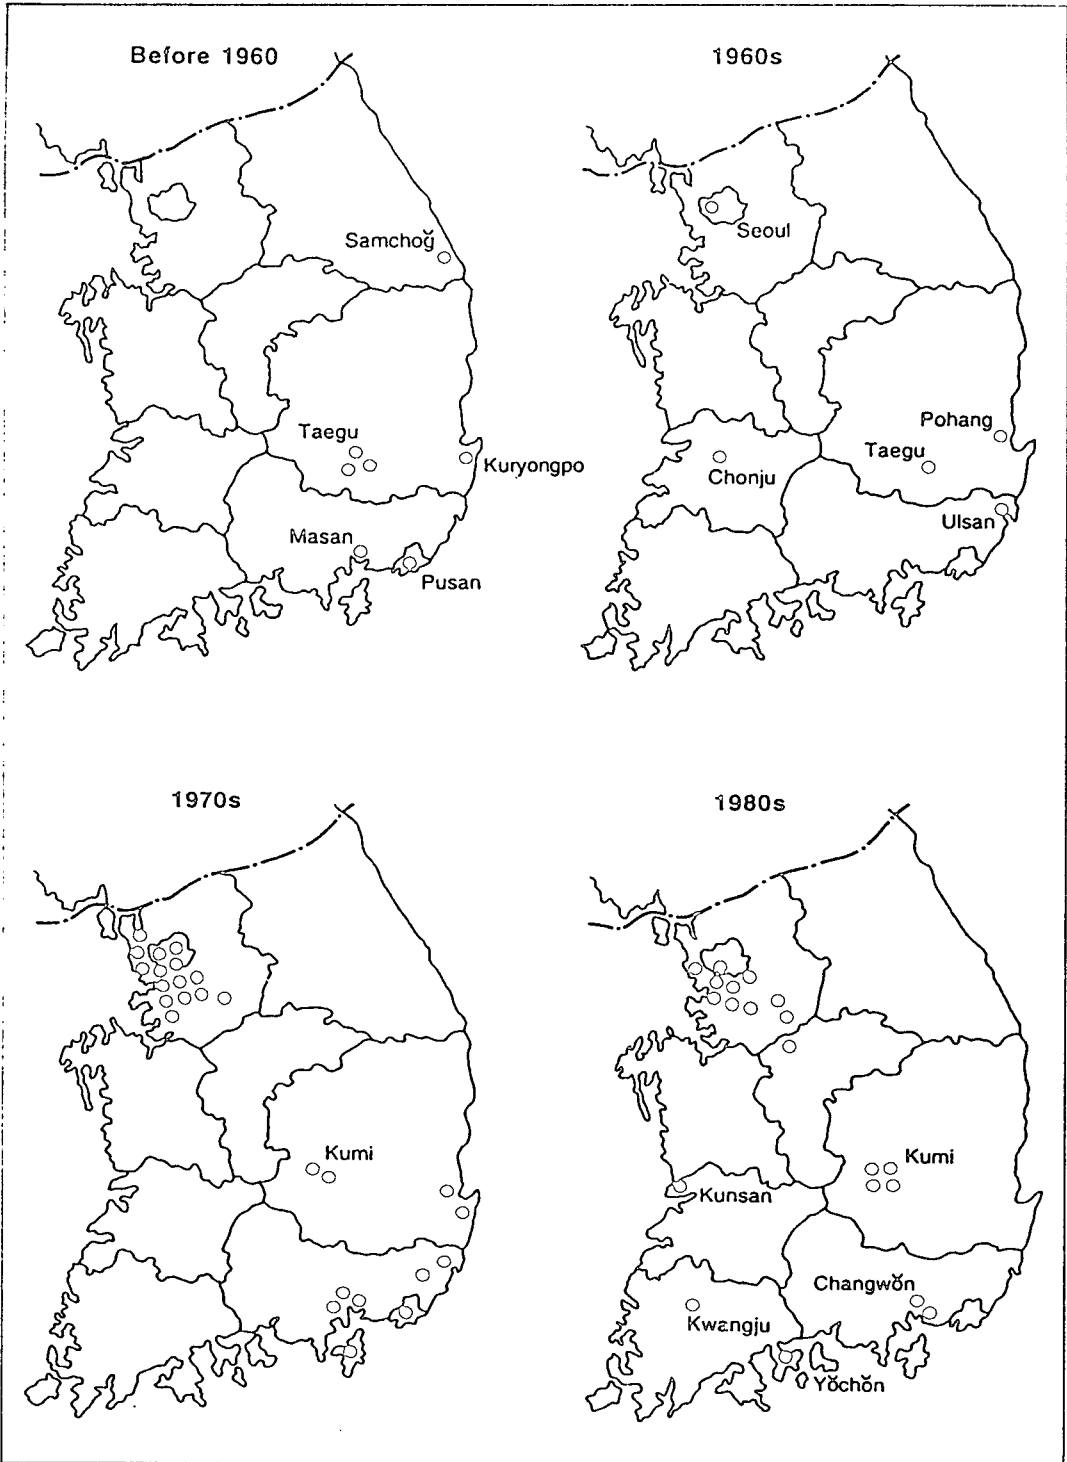 Before 1960
1960s
Samchoğ
Seoul
Taegu
Kuryongpo
Masan
Pusan
Pohang
Taegu
Chonju
Ulsan
1970s
1980s
Kumi
Kumi
Kunsan
Changwŏn
Kwangju
Yŏchŏn